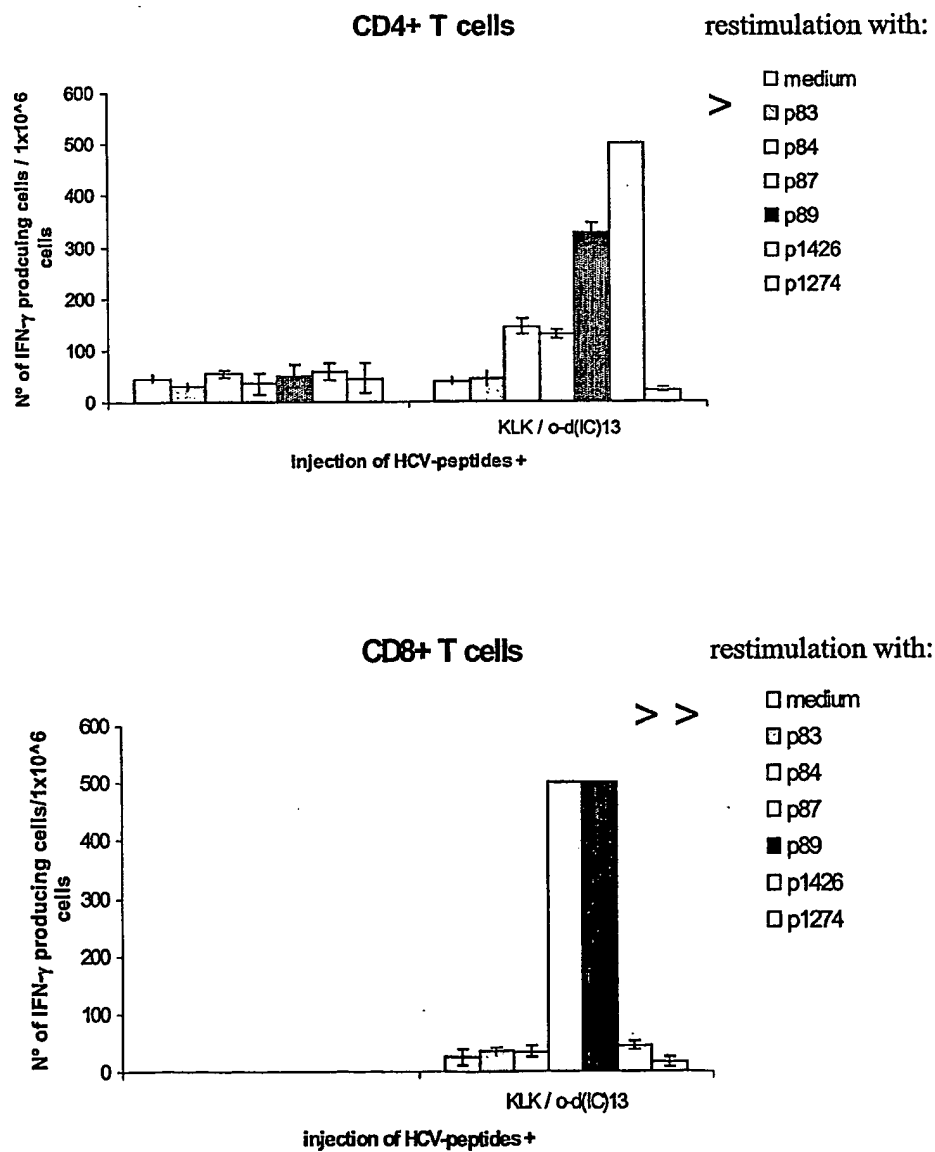 CD4+ T cells
restimulation with:
>
medium
p83
p84
p87
p89
p1426
p1274
N° of IFN-γ prodcuing cells / 1x10^6
cells
600
500
400
300
200
100
0
KLK / o-d(IC)13
injection of HCV-peptides +
CD8+ T cells
restimulation with:
> >
medium
p83
p84
p87
p89
p1426
p1274
N° of IFN-γ producing cells/1x10^6
cells
600
500
400
300
200
100
0
KLK / o-d(IC)13
injection of HCV-peptides +